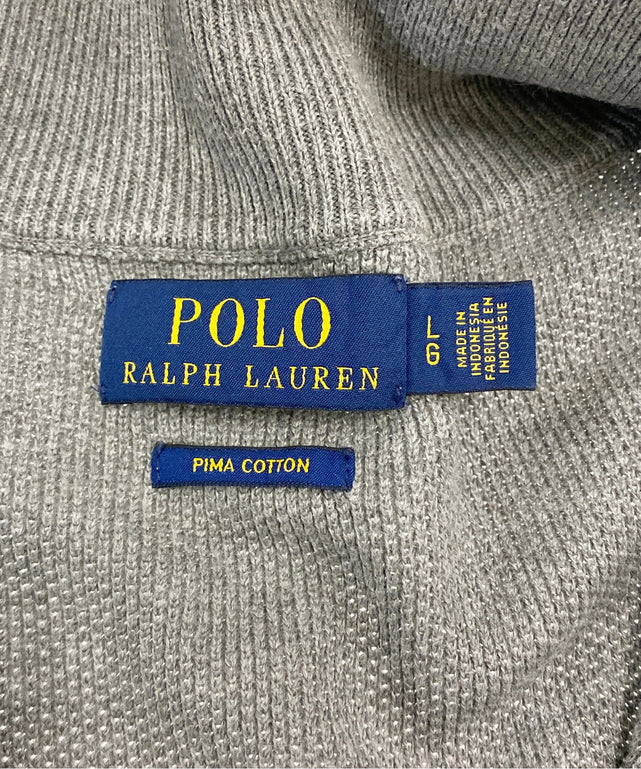 POLO
RALPH LAUREN
L
G
MADE IN
INDONESIA
FABRIQUÉ EN
INDONÉSIE
PIMA COTTON